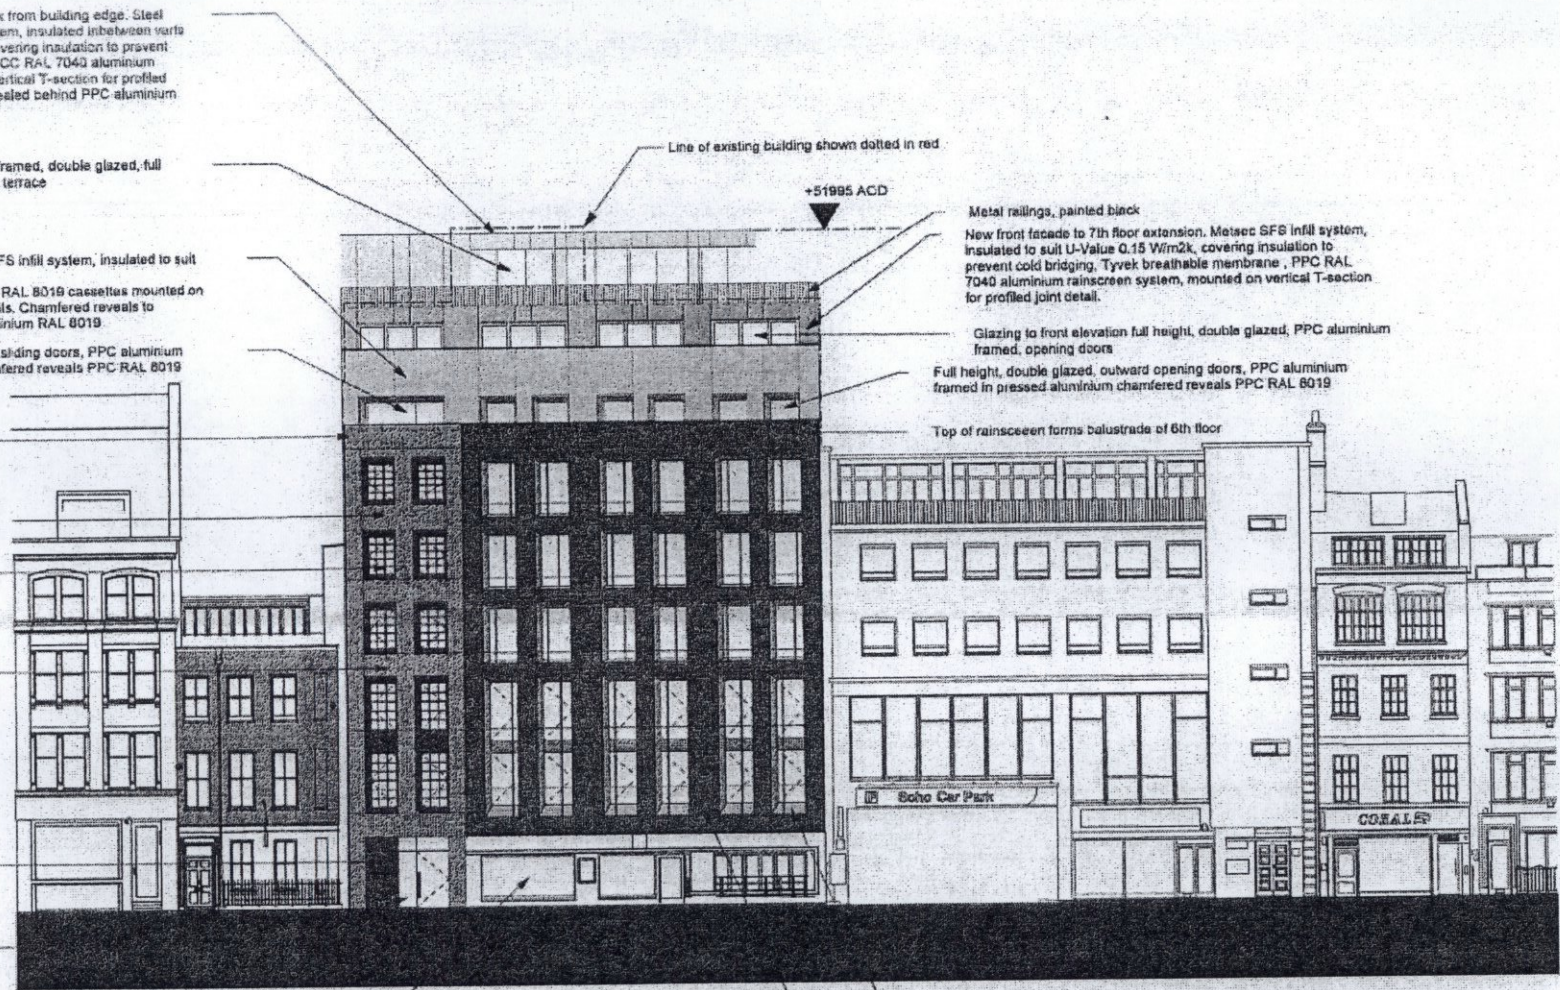 from building edge. Steel
em, insulated inbetween verts
vering insulation to prevent
CC RAL 7040 aluminium
ertical T-section for profiled
ealed behind PPC aluminium
ramed, double glazed, full
terrace
FS infill system, insulated to suit
RAL 8019 cassettes mounted on
ls. Chamfered reveals to
inium RAL 8019
sliding doors, PPC aluminium
fered reveals PPC RAL 8019
Line of existing building shown dotted in red
+51995 AOD
Metal railings, painted black
New front facade to 7th floor extension. Metsec SFS infill system,
insulated to suit U-Value 0.15 W/m2k, covering insulation to
prevent cold bridging, Tyvek breathable membrane , PPC RAL
7040 aluminium rainscreen system, mounted on vertical T-section
for profiled joint detail.
Glazing to front elevation full height, double glazed, PPC aluminium
framed, opening doors
Full height, double glazed, outward opening doors, PPC aluminium
framed in pressed aluminium chamfered reveals PPC RAL 8019
Top of rainsceeen forms balustrade of 6th floor
P Soho Car Park
CORAL